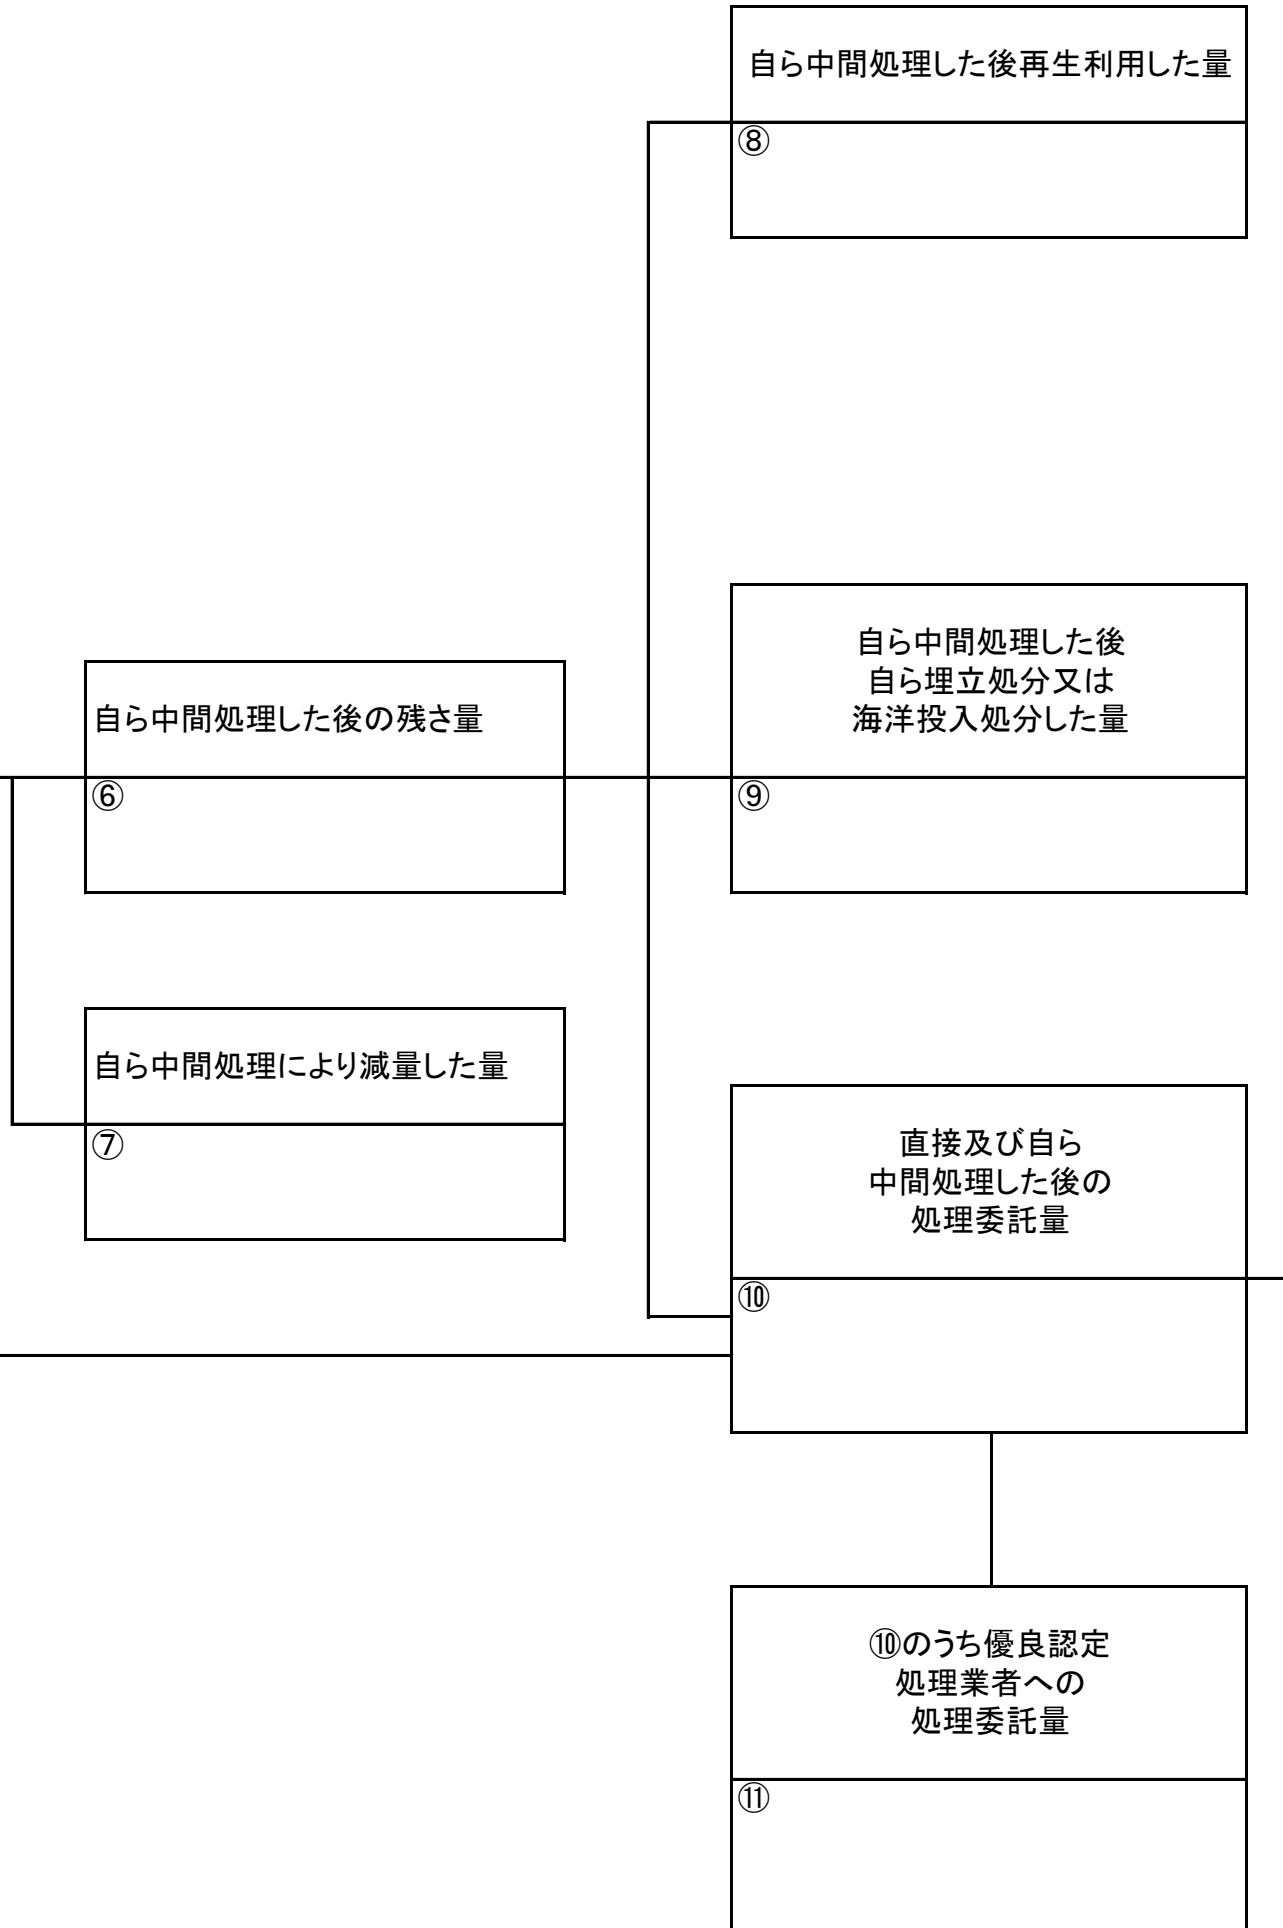 自ら中間処理した後再生利用した量
⑧
自ら中間処理した後
自ら埋立処分又は
海洋投入処分した量
⑨
自ら中間処理した後の残さ量
⑥
自ら中間処理により減量した量
⑦
直接及び自ら
中間処理した後の
処理委託量
⑩
⑩のうち優良認定
処理業者への
処理委託量
⑪